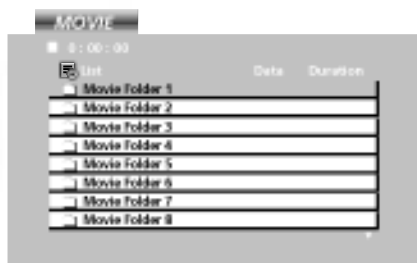 MOVIE
0:00:00
List Data Duration
Movie Folder 1
Movie Folder 2
Movie Folder 3
Movie Folder 4
Movie Folder 5
Movie Folder 6
Movie Folder 7
Movie Folder 8